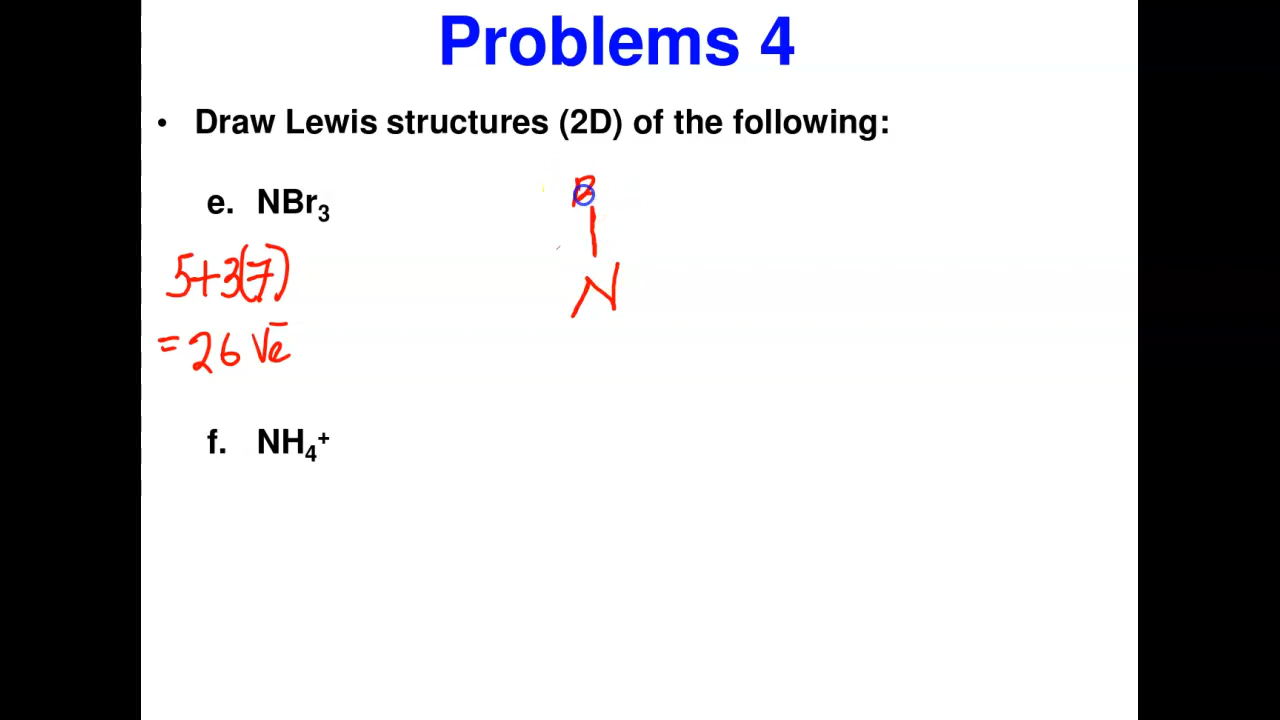 Problems 4
• Draw Lewis structures (2D) of the following:
e. NBr₃
5+3(7)
= 26 Ve⁻
B
N
f. NH₄⁺